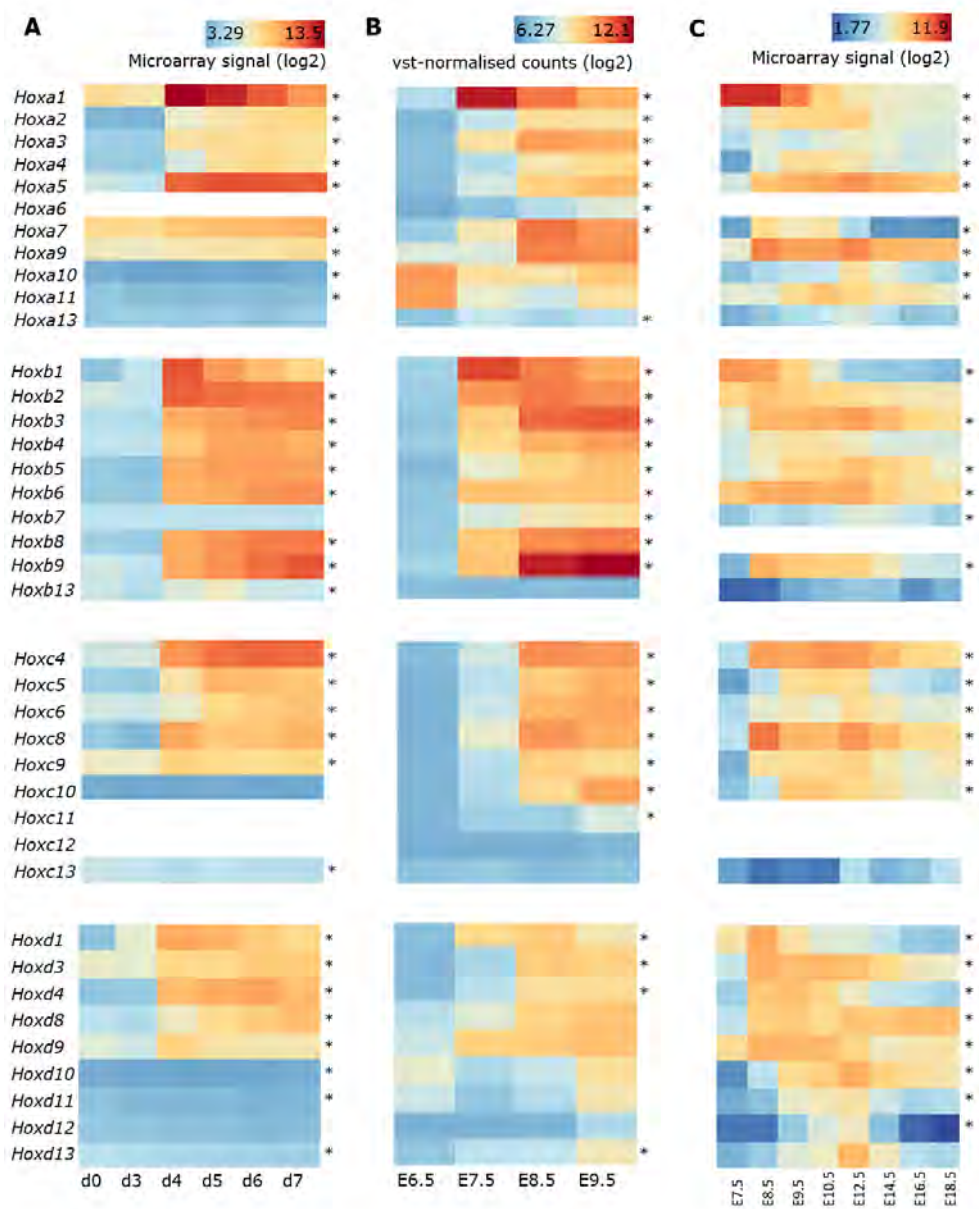 A
3.29 13.5
Microarray signal (log2)
B
6.27 12.1
vst-normalised counts (log2)
C
1.77 11.9
Microarray signal (log2)
Hoxa1 * * *
Hoxa2 * * *
Hoxa3 * * *
Hoxa4 * * *
Hoxa5 * * *
Hoxa6 *
Hoxa7 * * *
Hoxa9 * *
Hoxa10 * *
Hoxa11 * *
Hoxa13 *
Hoxb1 * * *
Hoxb2 * *
Hoxb3 * * *
Hoxb4 * *
Hoxb5 * * *
Hoxb6 * * *
Hoxb7 * *
Hoxb8 * *
Hoxb9 * * *
Hoxb13 *
Hoxc4 * * *
Hoxc5 * * *
Hoxc6 * * *
Hoxc8 * * *
Hoxc9 * * *
Hoxc10 * *
Hoxc11 *
Hoxc12
Hoxc13 *
Hoxd1 * * *
Hoxd3 * * *
Hoxd4 * * *
Hoxd8 * *
Hoxd9 * *
Hoxd10 * *
Hoxd11 * *
Hoxd12 *
Hoxd13 * *
d0 d3 d4 d5 d6 d7
E6.5 E7.5 E8.5 E9.5
E7.5 E8.5 E9.5 E10.5 E12.5 E14.5 E16.5 E18.5